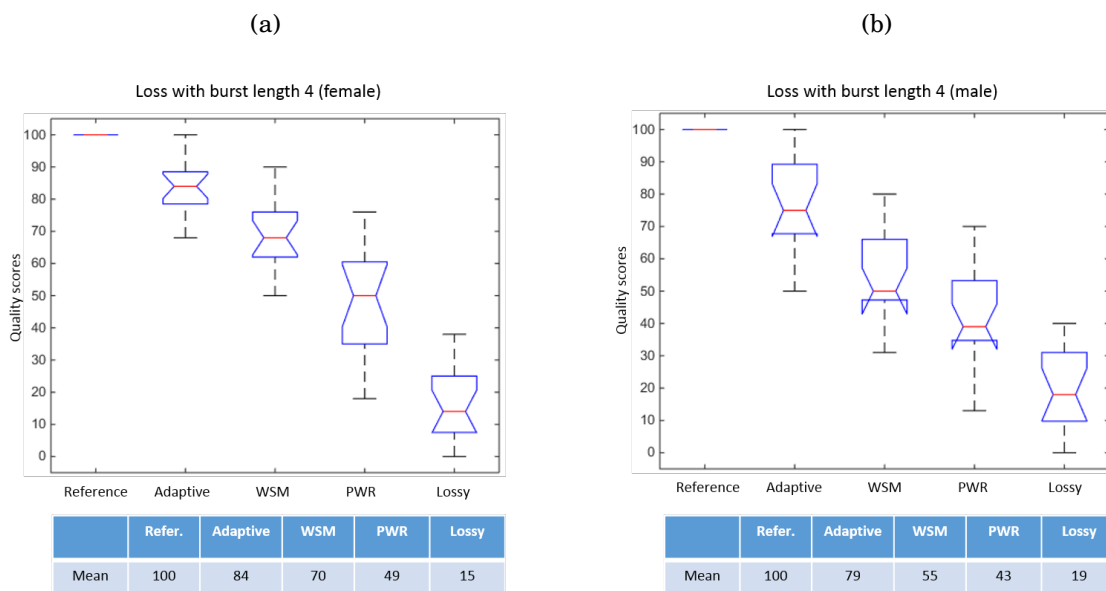 (a)
Loss with burst length 4 (female)
Quality scores
100
90
80
70
60
50
40
30
20
10
0
Reference Adaptive WSM PWR Lossy
Refer. Adaptive WSM PWR Lossy
Mean 100 84 70 49 15
(b)
Loss with burst length 4 (male)
Quality scores
100
90
80
70
60
50
40
30
20
10
0
Reference Adaptive WSM PWR Lossy
Refer. Adaptive WSM PWR Lossy
Mean 100 79 55 43 19